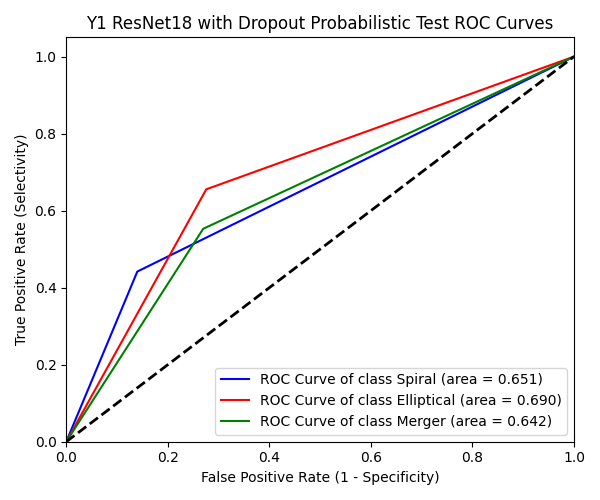 Y1 ResNet18 with Dropout Probabilistic Test ROC Curves
True Positive Rate (Selectivity)
1.0
0.8
0.6
0.4
0.2
0.0
ROC Curve of class Spiral (area = 0.651)
ROC Curve of class Elliptical (area = 0.690)
ROC Curve of class Merger (area = 0.642)
0.0 0.2 0.4 0.6 0.8 1.0
False Positive Rate (1 - Specificity)